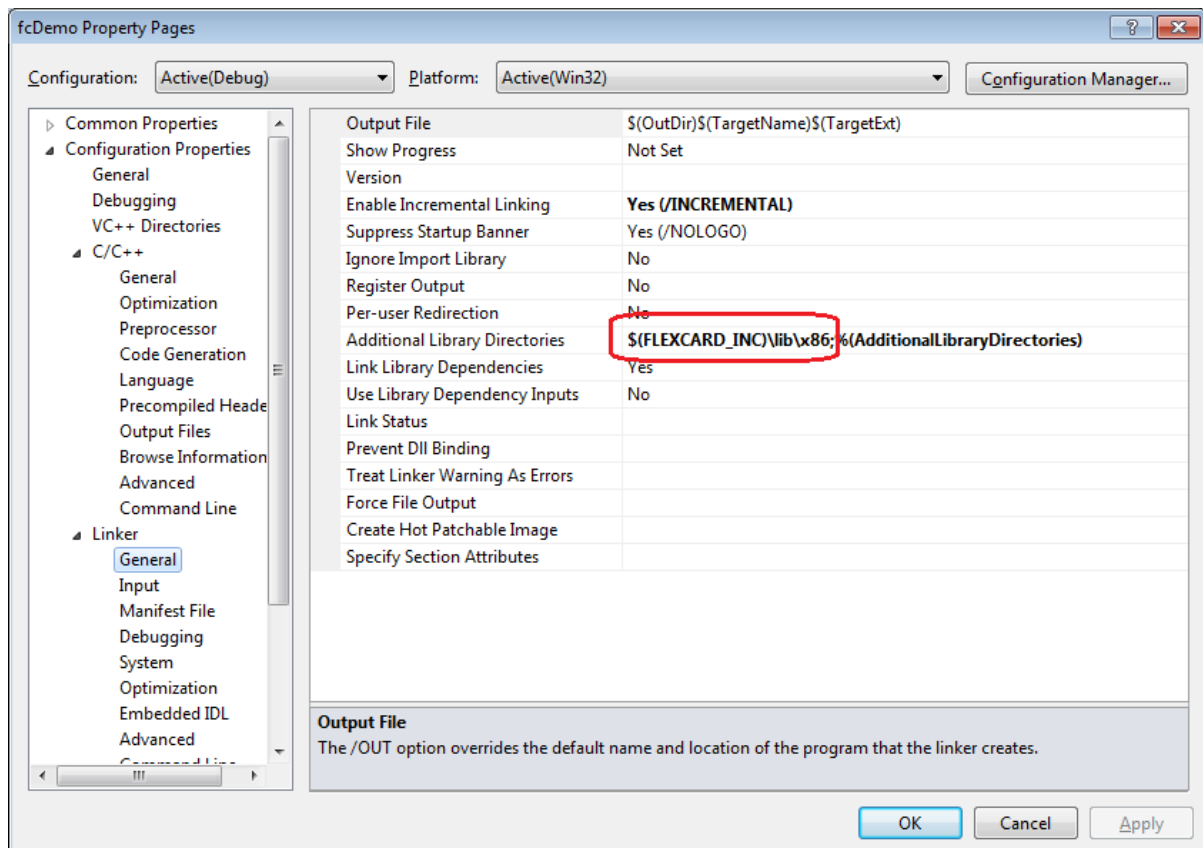 fcDemo Property Pages
Configuration: Active(Debug) Platform: Active(Win32) Configuration Manager...
Common Properties
Configuration Properties
General
Debugging
VC++ Directories
C/C++
General
Optimization
Preprocessor
Code Generation
Language
Precompiled Heade
Output Files
Browse Information
Advanced
Command Line
Linker
General
Input
Manifest File
Debugging
System
Optimization
Embedded IDL
Advanced
Command Line
Output File $(OutDir)$(TargetName)$(TargetExt)
Show Progress Not Set
Version
Enable Incremental Linking Yes (/INCREMENTAL)
Suppress Startup Banner Yes (/NOLOGO)
Ignore Import Library No
Register Output No
Per-user Redirection No
Additional Library Directories $(FLEXCARD_INC)\lib\x86;%(AdditionalLibraryDirectories)
Link Library Dependencies Yes
Use Library Dependency Inputs No
Link Status
Prevent Dll Binding
Treat Linker Warning As Errors
Force File Output
Create Hot Patchable Image
Specify Section Attributes
Output File
The /OUT option overrides the default name and location of the program that the linker creates.
OK Cancel Apply